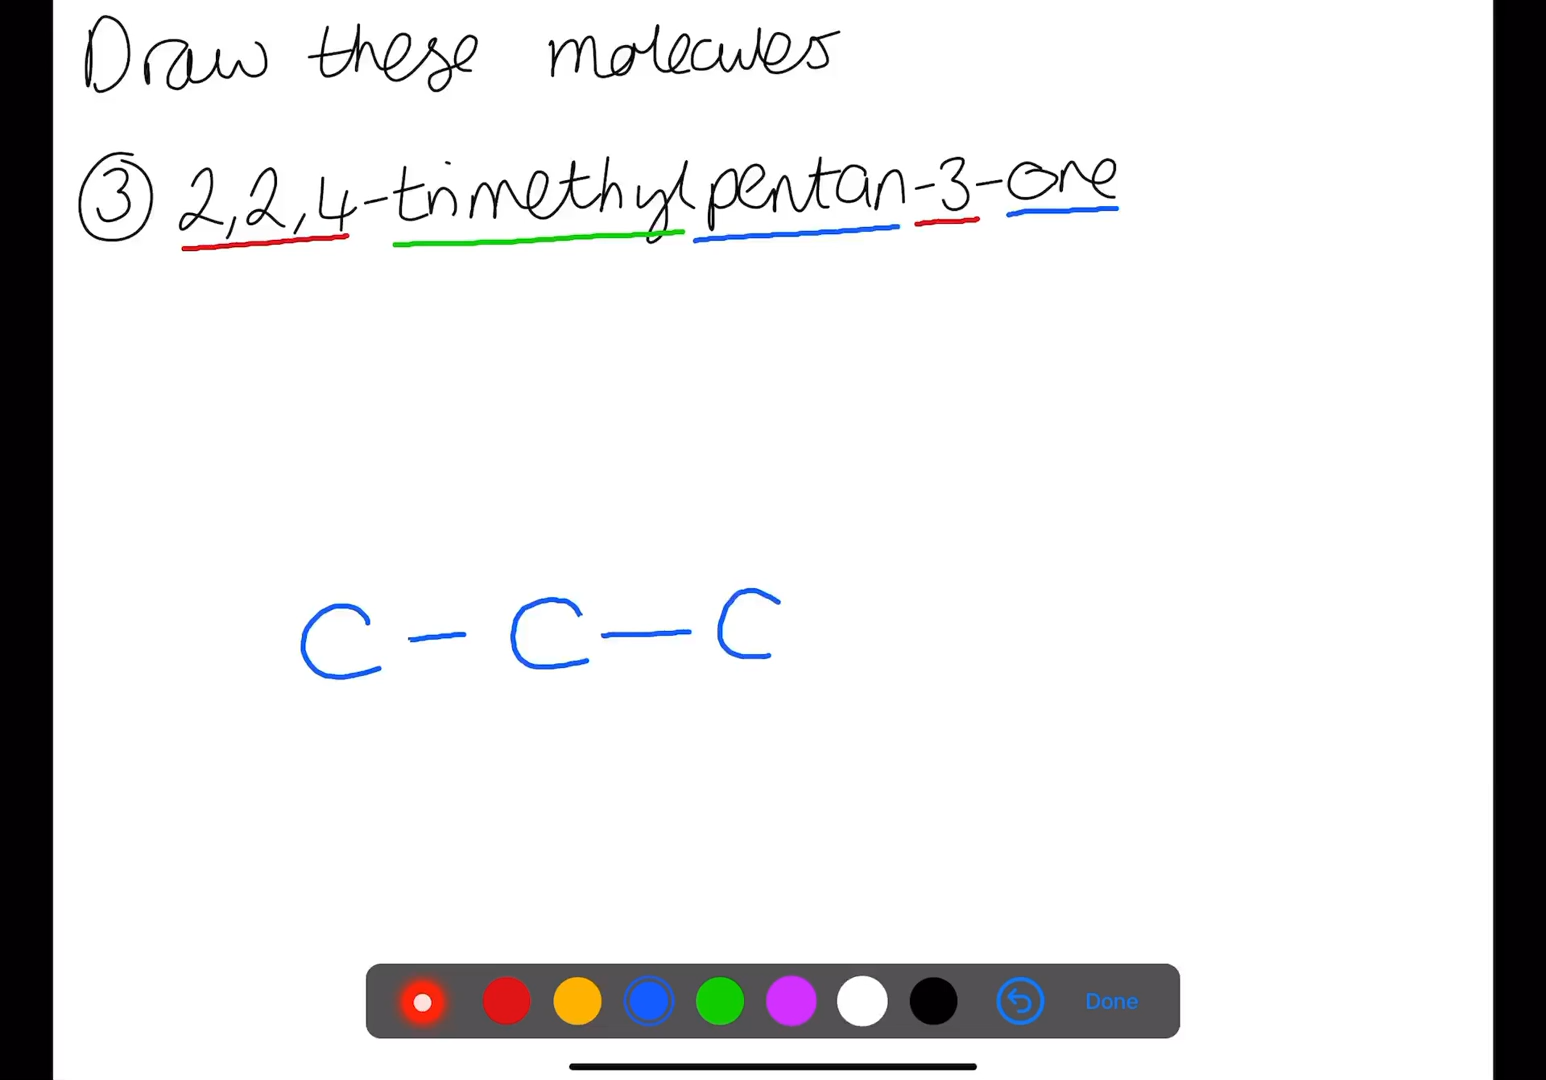 Draw these molecules
③ 2,2,4-trimethylpentan-3-one
C - C - C
Done